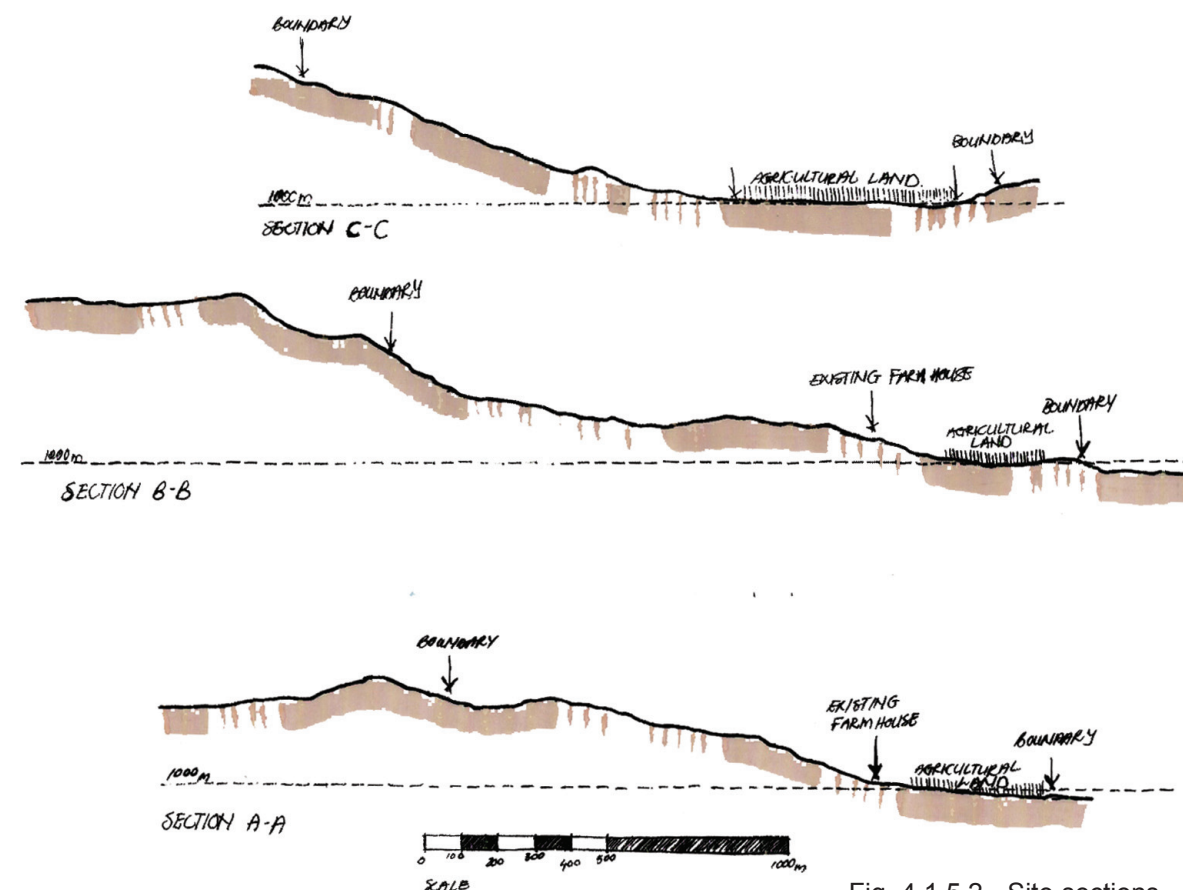 BOUNDARY
BOUNDARY
AGRICULTURAL LAND
1000m
SECTION C-C
BOUNDARY
EXISTING FARM HOUSE
BOUNDARY
AGRICULTURAL
LAND
1000m
SECTION B-B
BOUNDARY
EXISTING
FARM HOUSE
BOUNDARY
AGRICULTURAL
LAND
1000m
SECTION A-A
0 100 200 300 400 500 1000m
SCALE
Fig. 4.1.5.2 Site sections